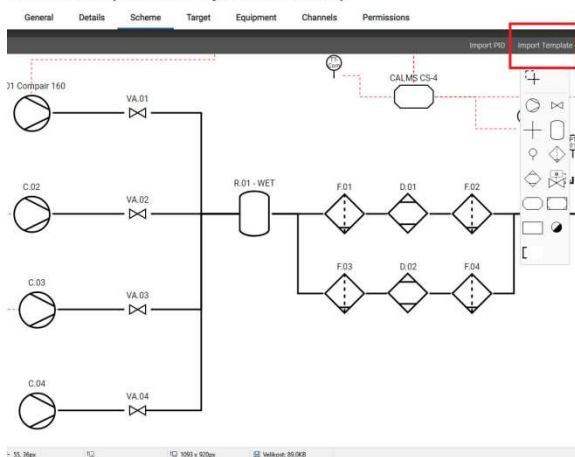 General Details Scheme Target Equipment Channels Permissions
Import PID Import Template
CALMS CS-4
01 Compair 160
VA.01
C.02
VA.02
R.01 - WET
F.01 D.01 F.02
C.03
VA.03
F.03 D.02 F.04
C.04
VA.04
55, 36px 1093 x 920px Velikost: 89.0KB